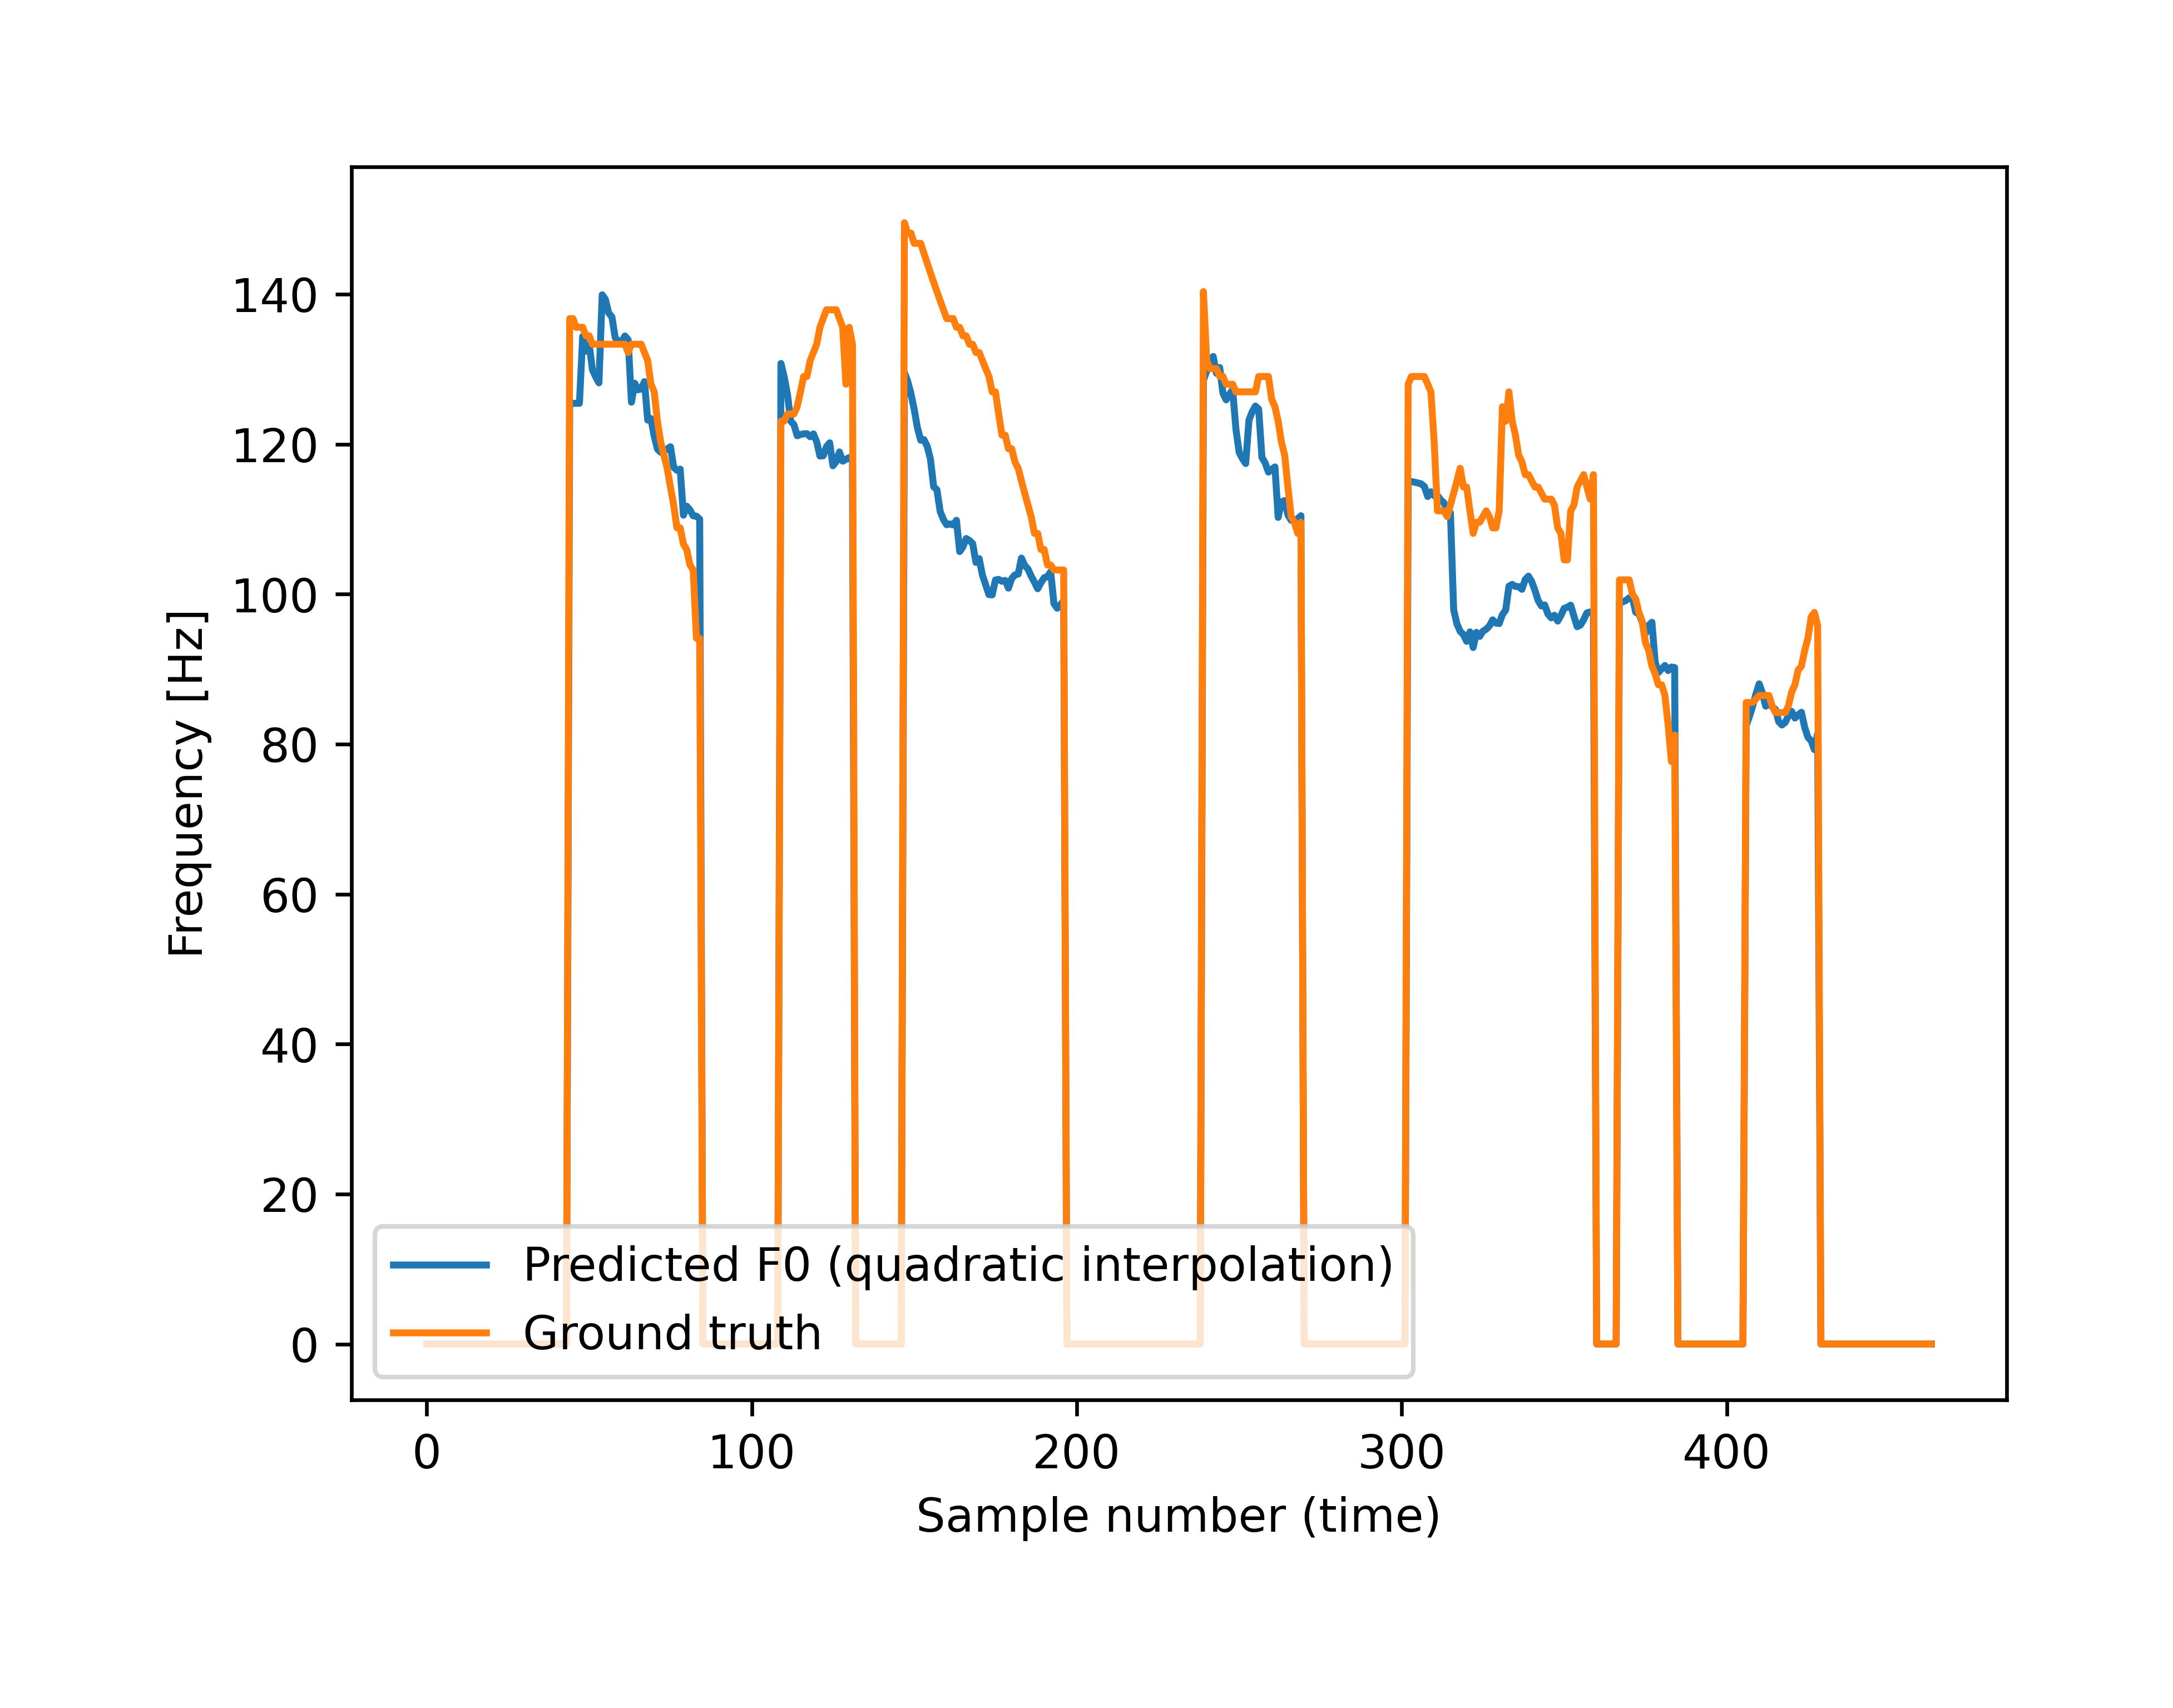 140
120
100
80
60
40
20
0
Frequency [Hz]
Predicted F0 (quadratic interpolation)
Ground truth
0 100 200 300 400
Sample number (time)